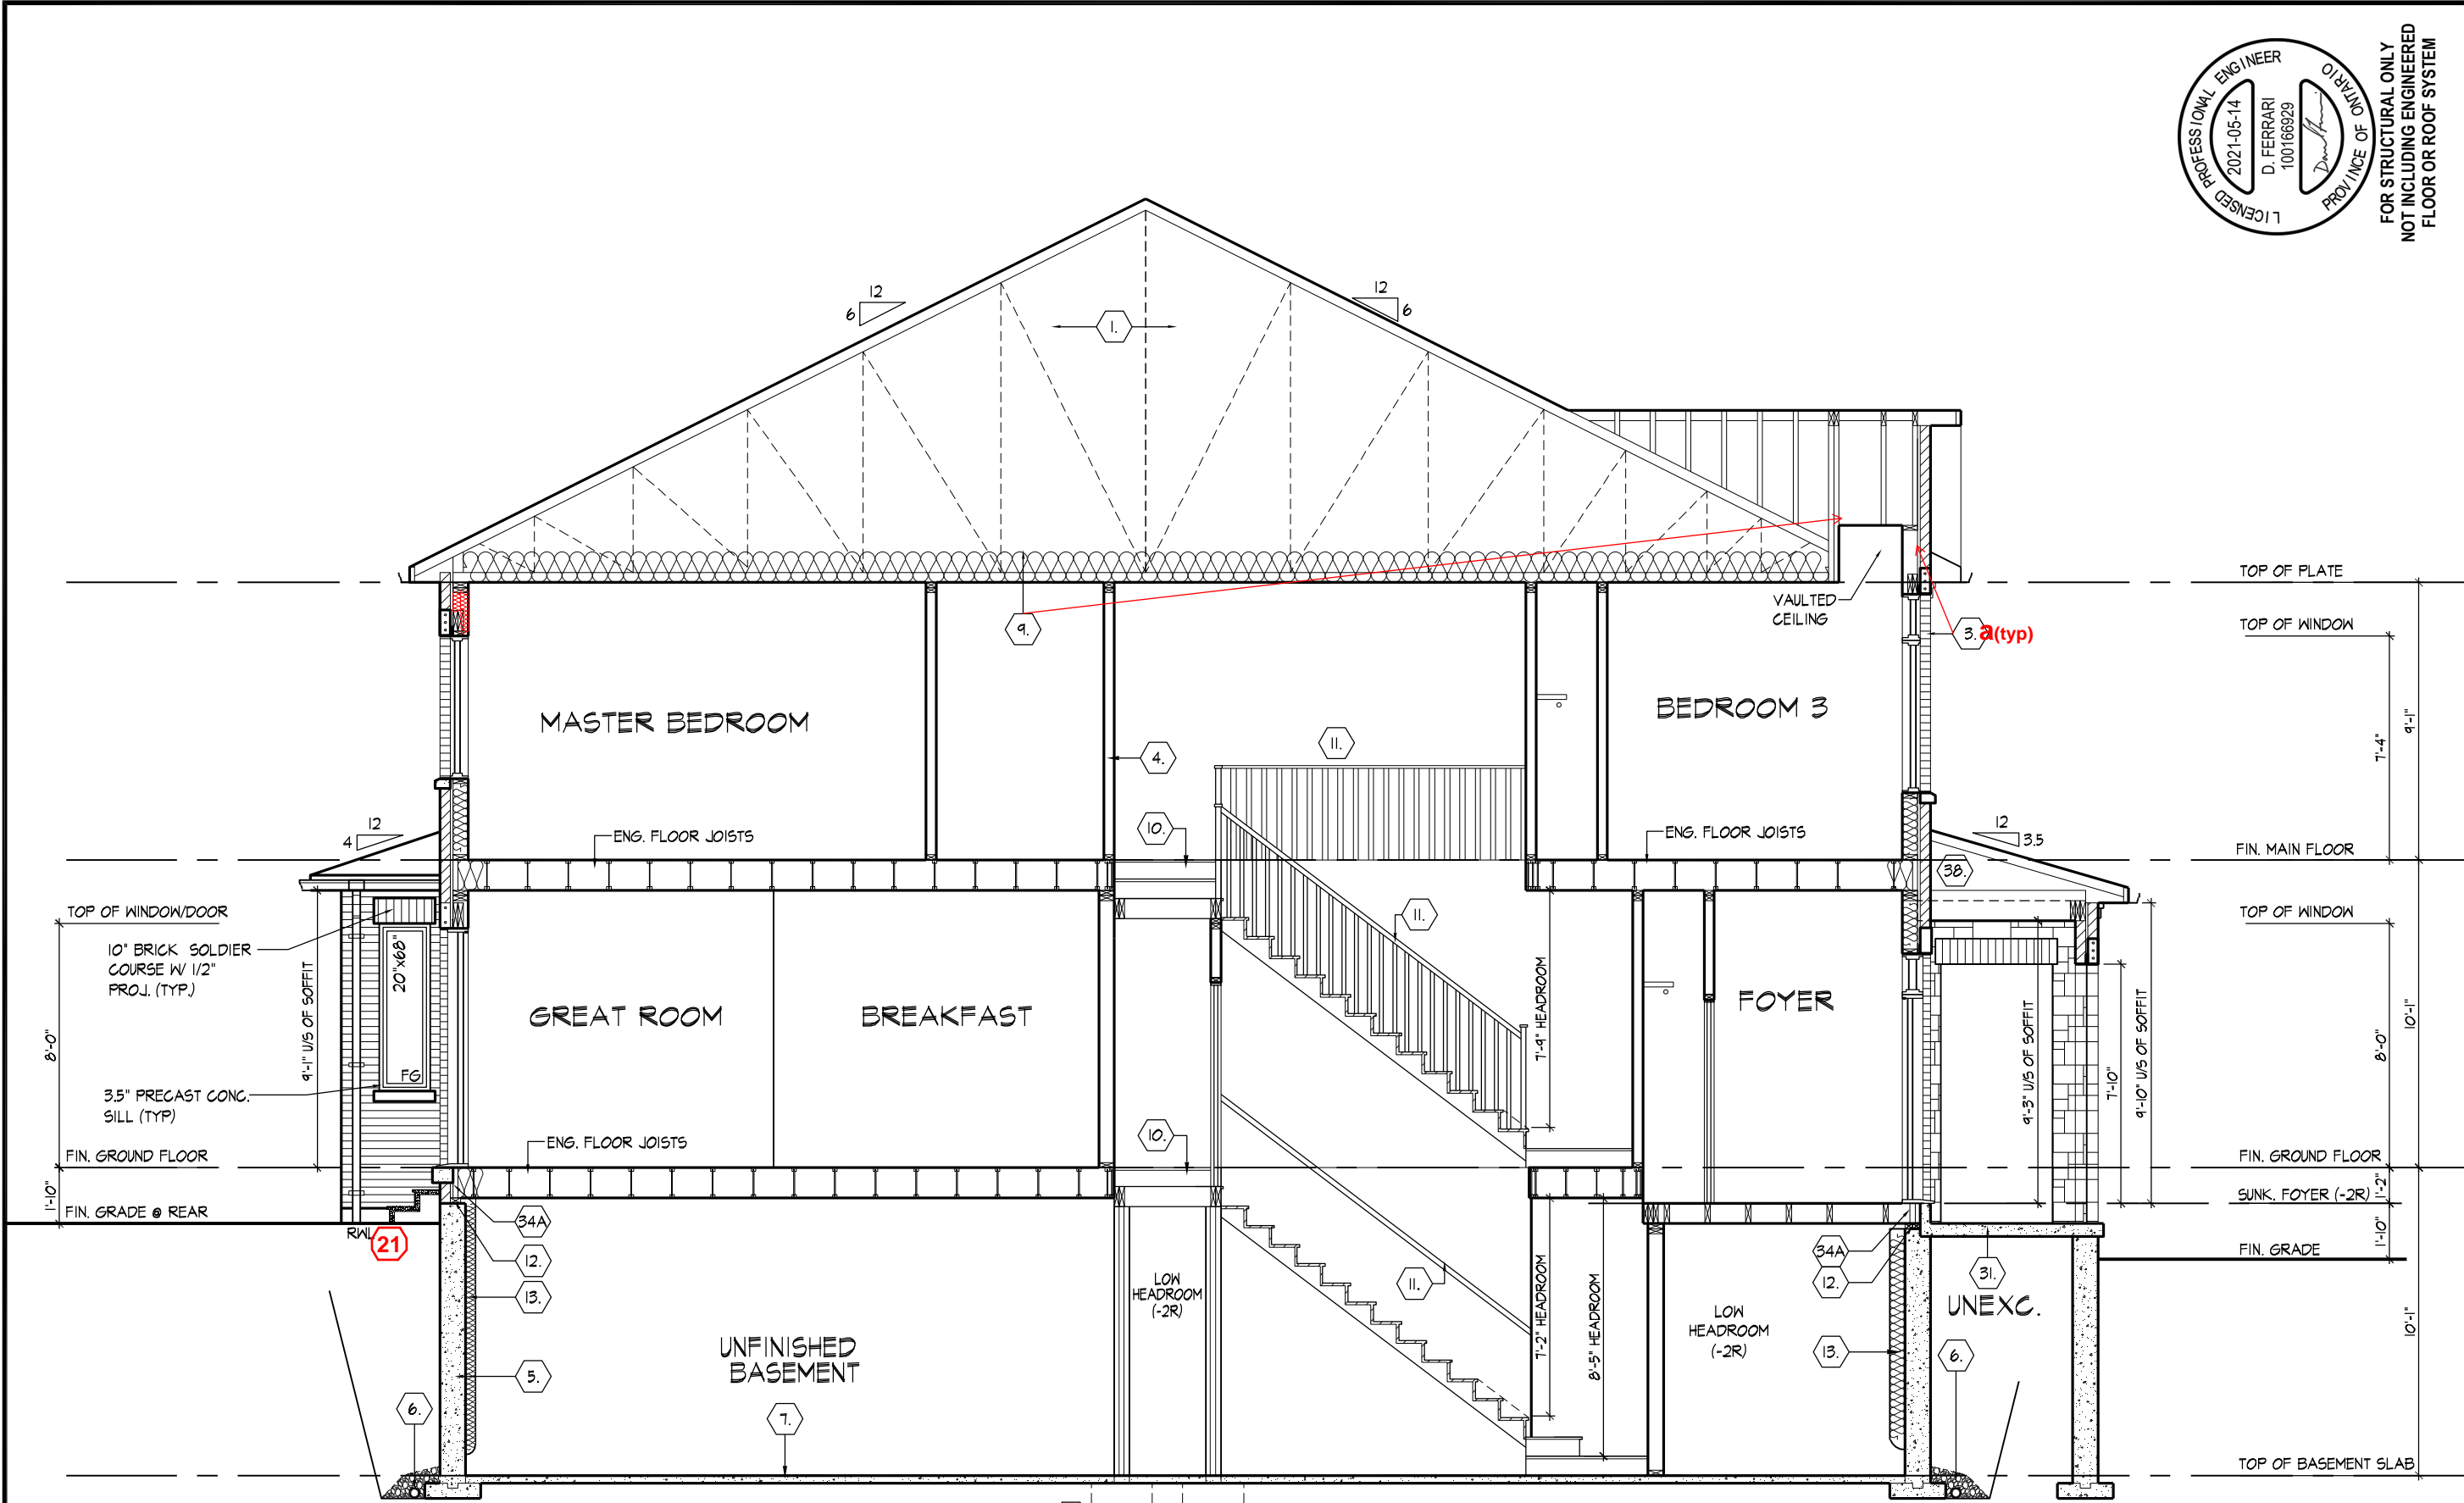 LICENSED PROFESSIONAL ENGINEER
2021-05-14
D. FERRARI
100166929
PROVINCE OF ONTARIO
FOR STRUCTURAL ONLY
NOT INCLUDING ENGINEERED
FLOOR OR ROOF SYSTEM
12
6
1.
12
6
9.
VAULTED
CEILING
3.
a(typ)
TOP OF PLATE
TOP OF WINDOW
7'-4"
9'-1"
MASTER BEDROOM
4.
11.
BEDROOM 3
12
4
ENG. FLOOR JOISTS
10.
ENG. FLOOR JOISTS
12
3.5
38.
FIN. MAIN FLOOR
TOP OF WINDOW/DOOR
10" BRICK SOLDIER
COURSE W/ 1/2"
PROJ. (TYP.)
20"x68"
FG
9'-1" U/S OF SOFFIT
8'-0"
3.5" PRECAST CONC.
SILL (TYP)
GREAT ROOM
BREAKFAST
11.
7'-9" HEADROOM
FOYER
9'-3" U/S OF SOFFIT
7'-10"
9'-10" U/S OF SOFFIT
TOP OF WINDOW
8'-0"
10'-1"
FIN. GROUND FLOOR
1'-10"
FIN. GRADE @ REAR
RWL
21
ENG. FLOOR JOISTS
10.
FIN. GROUND FLOOR
SUNK. FOYER (-2R)
1'-2"
1'-10"
FIN. GRADE
34A
12.
13.
5.
6.
UNFINISHED
BASEMENT
7.
LOW
HEADROOM
(-2R)
11.
7'-2" HEADROOM
8'-5" HEADROOM
LOW
HEADROOM
(-2R)
34A
12.
13.
31.
UNEXC.
6.
10'-1"
TOP OF BASEMENT SLAB